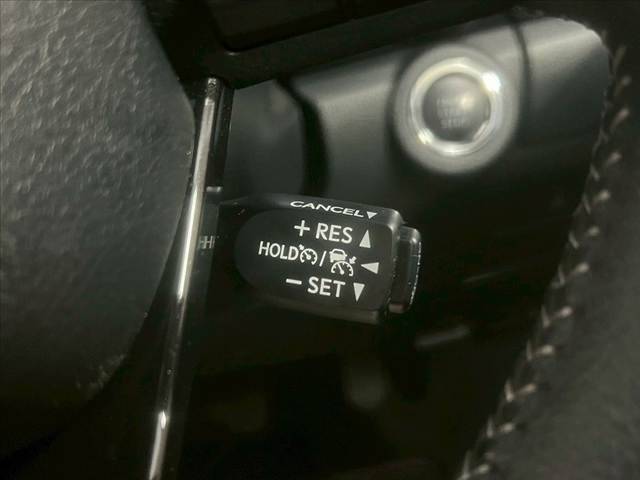 CANCEL▼
+ RES ▲
HOLD / ◀
− SET ▼